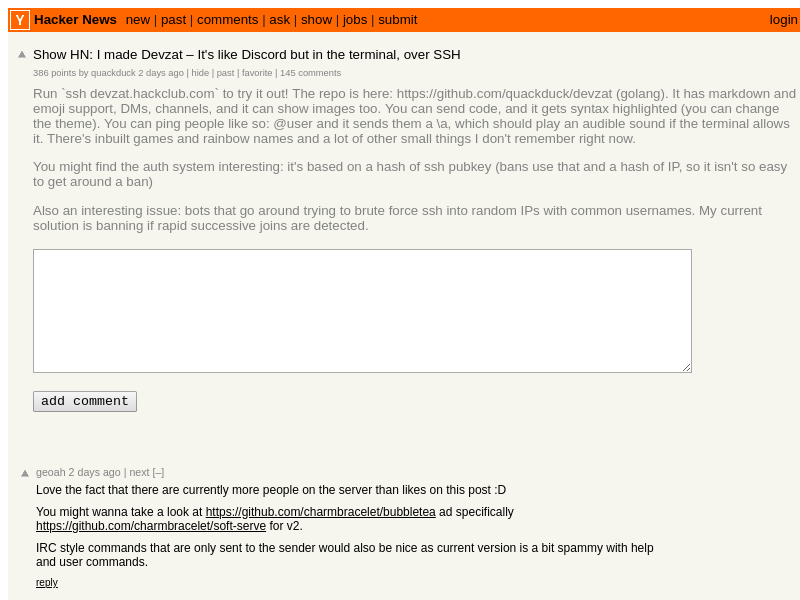 Y Hacker News new | past | comments | ask | show | jobs | submit login
Show HN: I made Devzat – It's like Discord but in the terminal, over SSH
386 points by quackduck 2 days ago | hide | past | favorite | 145 comments
Run `ssh devzat.hackclub.com` to try it out! The repo is here: https://github.com/quackduck/devzat (golang). It has markdown and
emoji support, DMs, channels, and it can show images too. You can send code, and it gets syntax highlighted (you can change
the theme). You can ping people like so: @user and it sends them a \a, which should play an audible sound if the terminal allows
it. There's inbuilt games and rainbow names and a lot of other small things I don't remember right now.
You might find the auth system interesting: it's based on a hash of ssh pubkey (bans use that and a hash of IP, so it isn't so easy
to get around a ban)
Also an interesting issue: bots that go around trying to brute force ssh into random IPs with common usernames. My current
solution is banning if rapid successive joins are detected.
add comment
geoah 2 days ago | next [–]
Love the fact that there are currently more people on the server than likes on this post :D
You might wanna take a look at https://github.com/charmbracelet/bubbletea ad specifically
https://github.com/charmbracelet/soft-serve for v2.
IRC style commands that are only sent to the sender would also be nice as current version is a bit spammy with help
and user commands.
reply